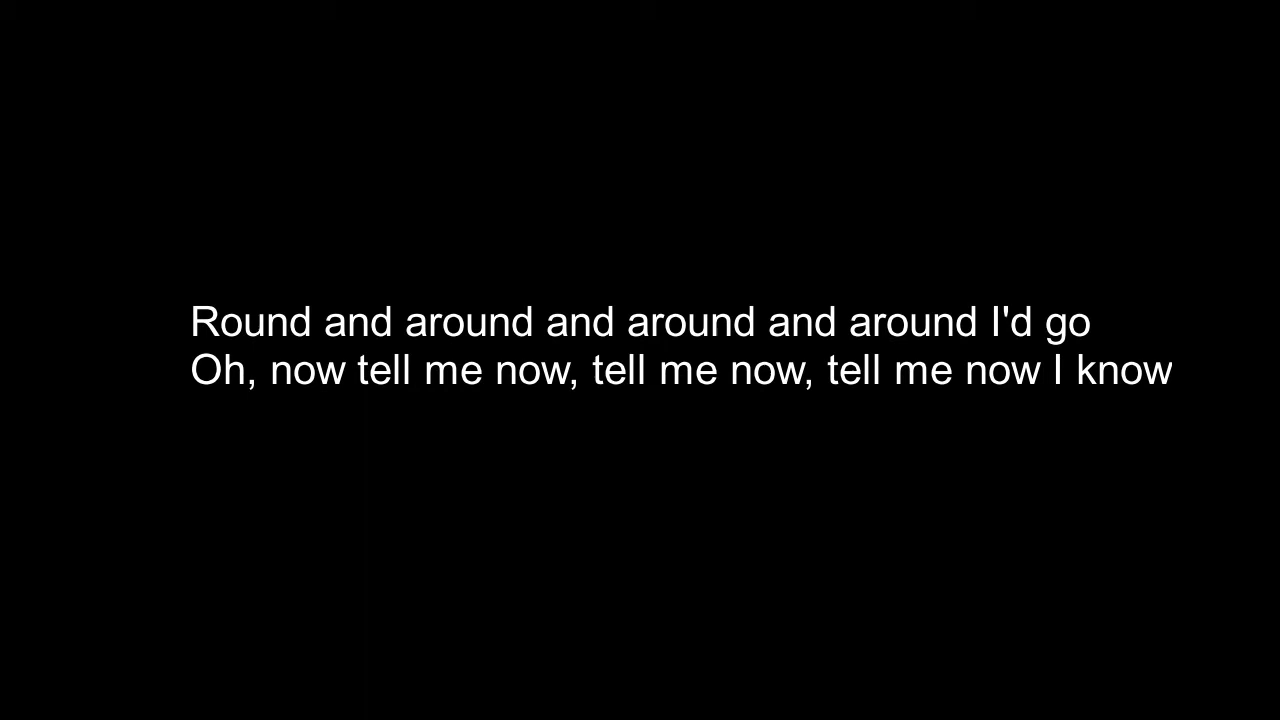 Round and around and around and around I'd go
Oh, now tell me now, tell me now, tell me now I know